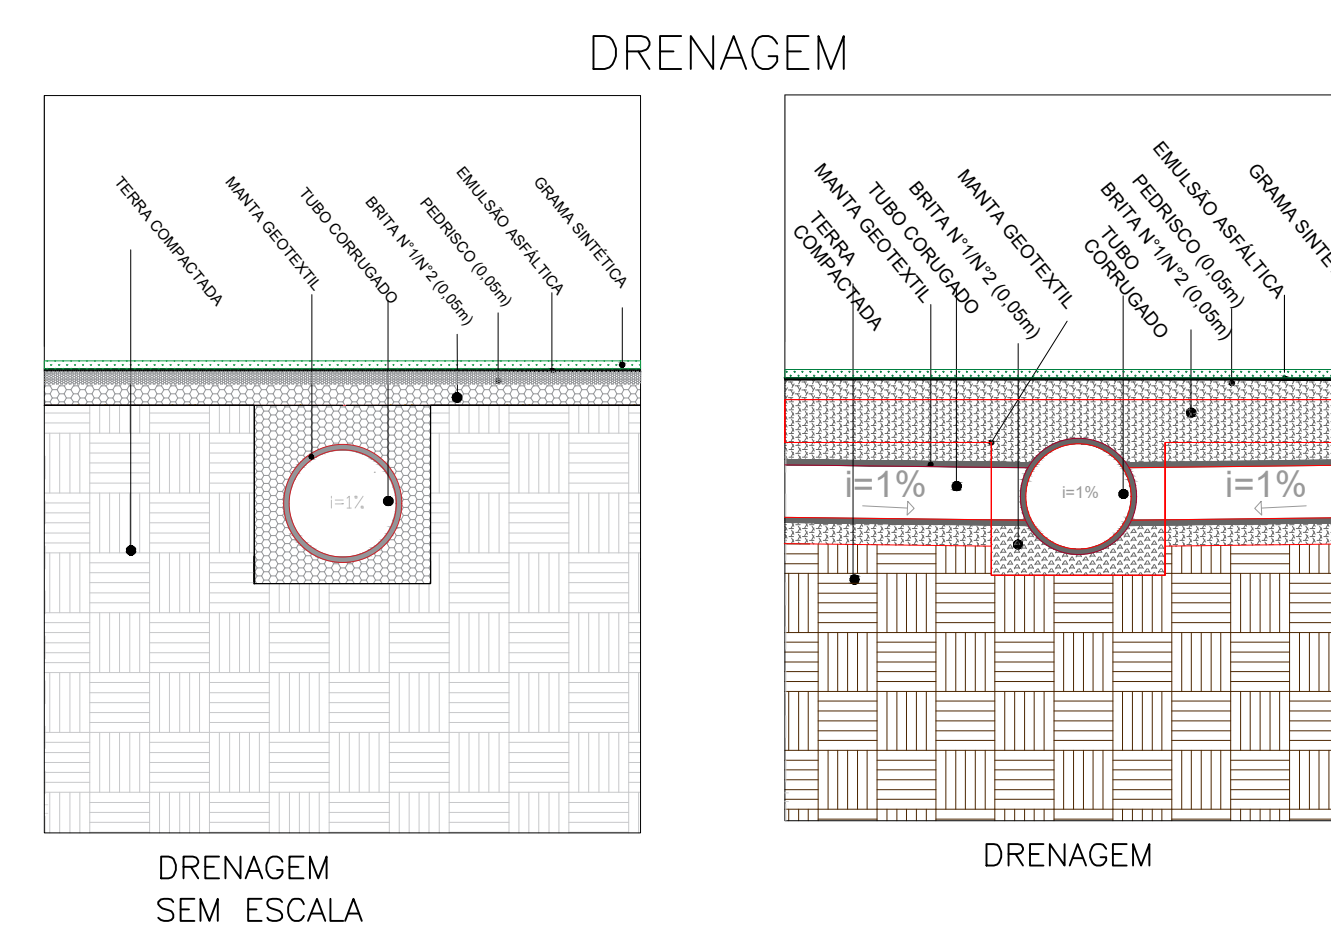 DRENAGEM
TERRA COMPACTADA
MANTA GEOTEXTIL
TUBO CORRUGADO
BRITA N°1/N°2 (0,05m)
PEDRISCO (0,05m)
EMULSÃO ASFÁLTICA
GRAMA SINTÉTICA
i=1%
DRENAGEM
SEM ESCALA
TERRA
COMPACTADA
MANTA GEOTEXTIL
TUBO CORUGADO
BRITA N°1/N°2 (0,05m)
MANTA GEOTEXTIL
TUBO
CORRUGADO
BRITA N°1/N°2 (0,05m)
PEDRISCO (0,05m)
EMULSÃO ASFÁLTICA
GRAMA SINTÉ
i=1%
i=1%
i=1%
DRENAGEM